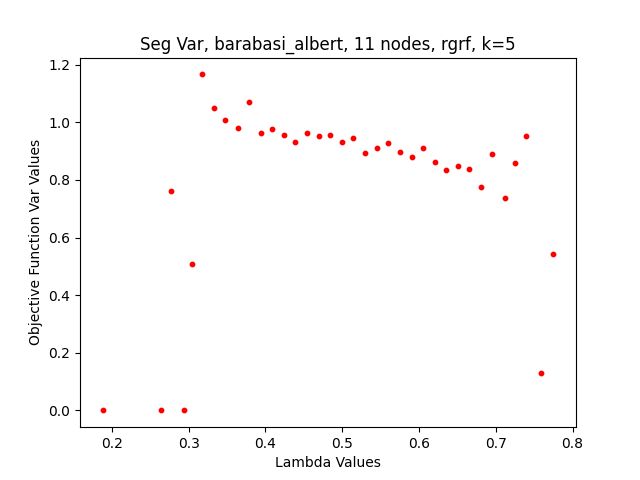 Seg Var, barabasi_albert, 11 nodes, rgrf, k=5
Objective Function Var Values
1.2
1.0
0.8
0.6
0.4
0.2
0.0
0.2 0.3 0.4 0.5 0.6 0.7 0.8
Lambda Values